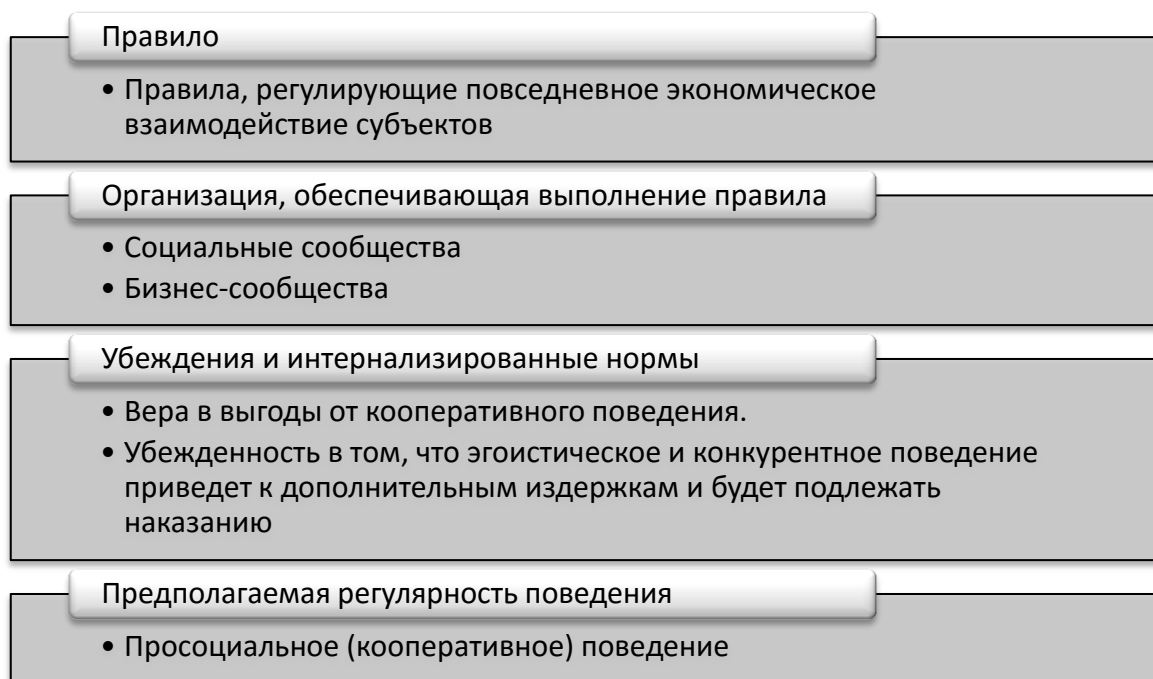 Правило
• Правила, регулирующие повседневное экономическое
взаимодействие субъектов
Организация, обеспечивающая выполнение правила
• Социальные сообщества
• Бизнес-сообщества
Убеждения и интернализированные нормы
• Вера в выгоды от кооперативного поведения.
• Убежденность в том, что эгоистическое и конкурентное поведение
приведет к дополнительным издержкам и будет подлежать
наказанию
Предполагаемая регулярность поведения
• Просоциальное (кооперативное) поведение